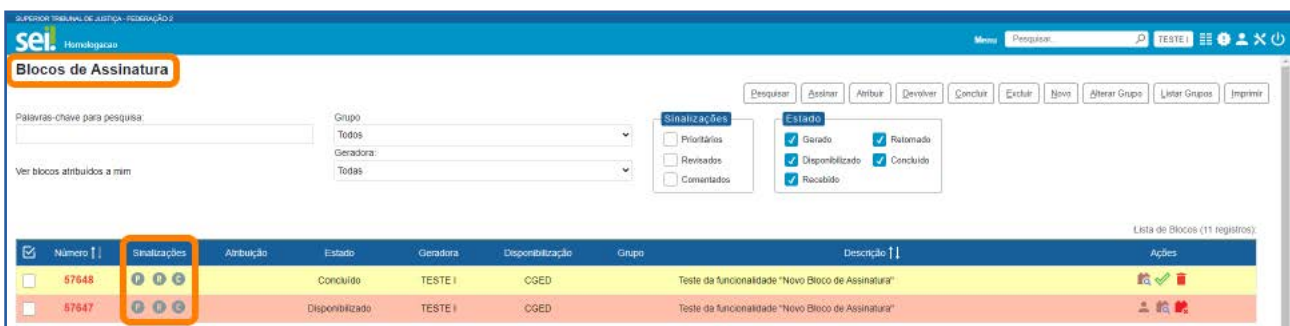 SUPERIOR TRIBUNAL DE JUSTIÇA - FEDERAÇÃO 2
sei. Homologacao Menu Pesquisar... TESTE I
Blocos de Assinatura
Pesquisar Assinar Atribuir Devolver Concluir Excluir Novo Alterar Grupo Listar Grupos Imprimir
Palavras-chave para pesquisa: Grupo Sinalizações Estado
Todos Prioritários Gerado Retornado
Geradora:
Ver blocos atribuídos a mim Todas Revisados Disponibilizado Concluído
Comentados Recebido
Lista de Blocos (11 registros):
Número Sinalizações Atribuição Estado Geradora Disponibilização Grupo Descrição Ações
57648 P R C Concluído TESTE I CGED Teste da funcionalidade "Novo Bloco de Assinatura"
57647 P R C Disponibilizado TESTE I CGED Teste da funcionalidade "Novo Bloco de Assinatura"